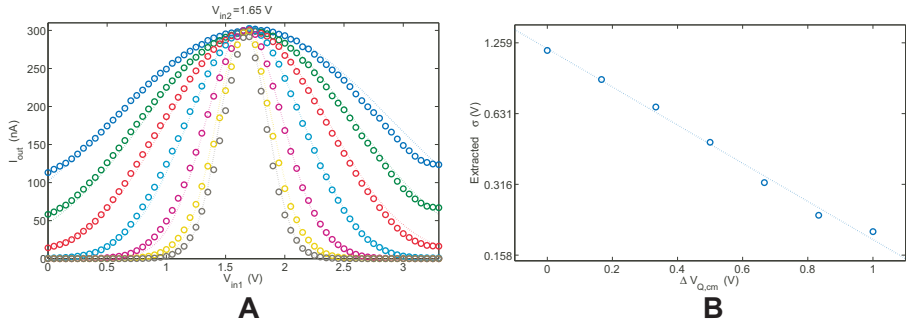 V_in2=1.65 V
300
250
200
150
100
50
0
I_out (nA)
0 0.5 1 1.5 2 2.5 3
V_in1 (V)
A
1.259
0.631
0.316
0.158
Extracted σ (V)
0 0.2 0.4 0.6 0.8 1
Δ V_Q,cm (V)
B